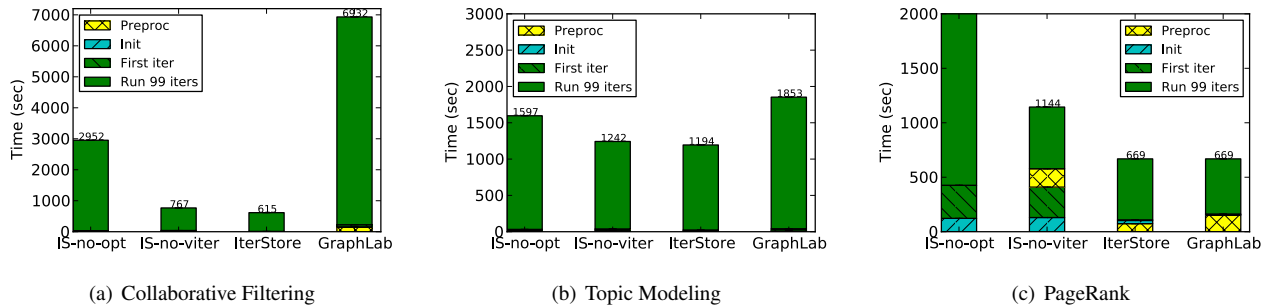 7000
6000
5000
4000
3000
2000
1000
0
Time (sec)
Preproc
Init
First iter
Run 99 iters
2952
767
615
6932
IS-no-opt IS-no-viter IterStore GraphLab
(a) Collaborative Filtering
3000
2500
2000
1500
1000
500
0
Time (sec)
Preproc
Init
First iter
Run 99 iters
1597
1242
1194
1853
IS-no-opt IS-no-viter IterStore GraphLab
(b) Topic Modeling
2000
1500
1000
500
0
Time (sec)
Preproc
Init
First iter
Run 99 iters
1144
669
669
IS-no-opt IS-no-viter IterStore GraphLab
(c) PageRank